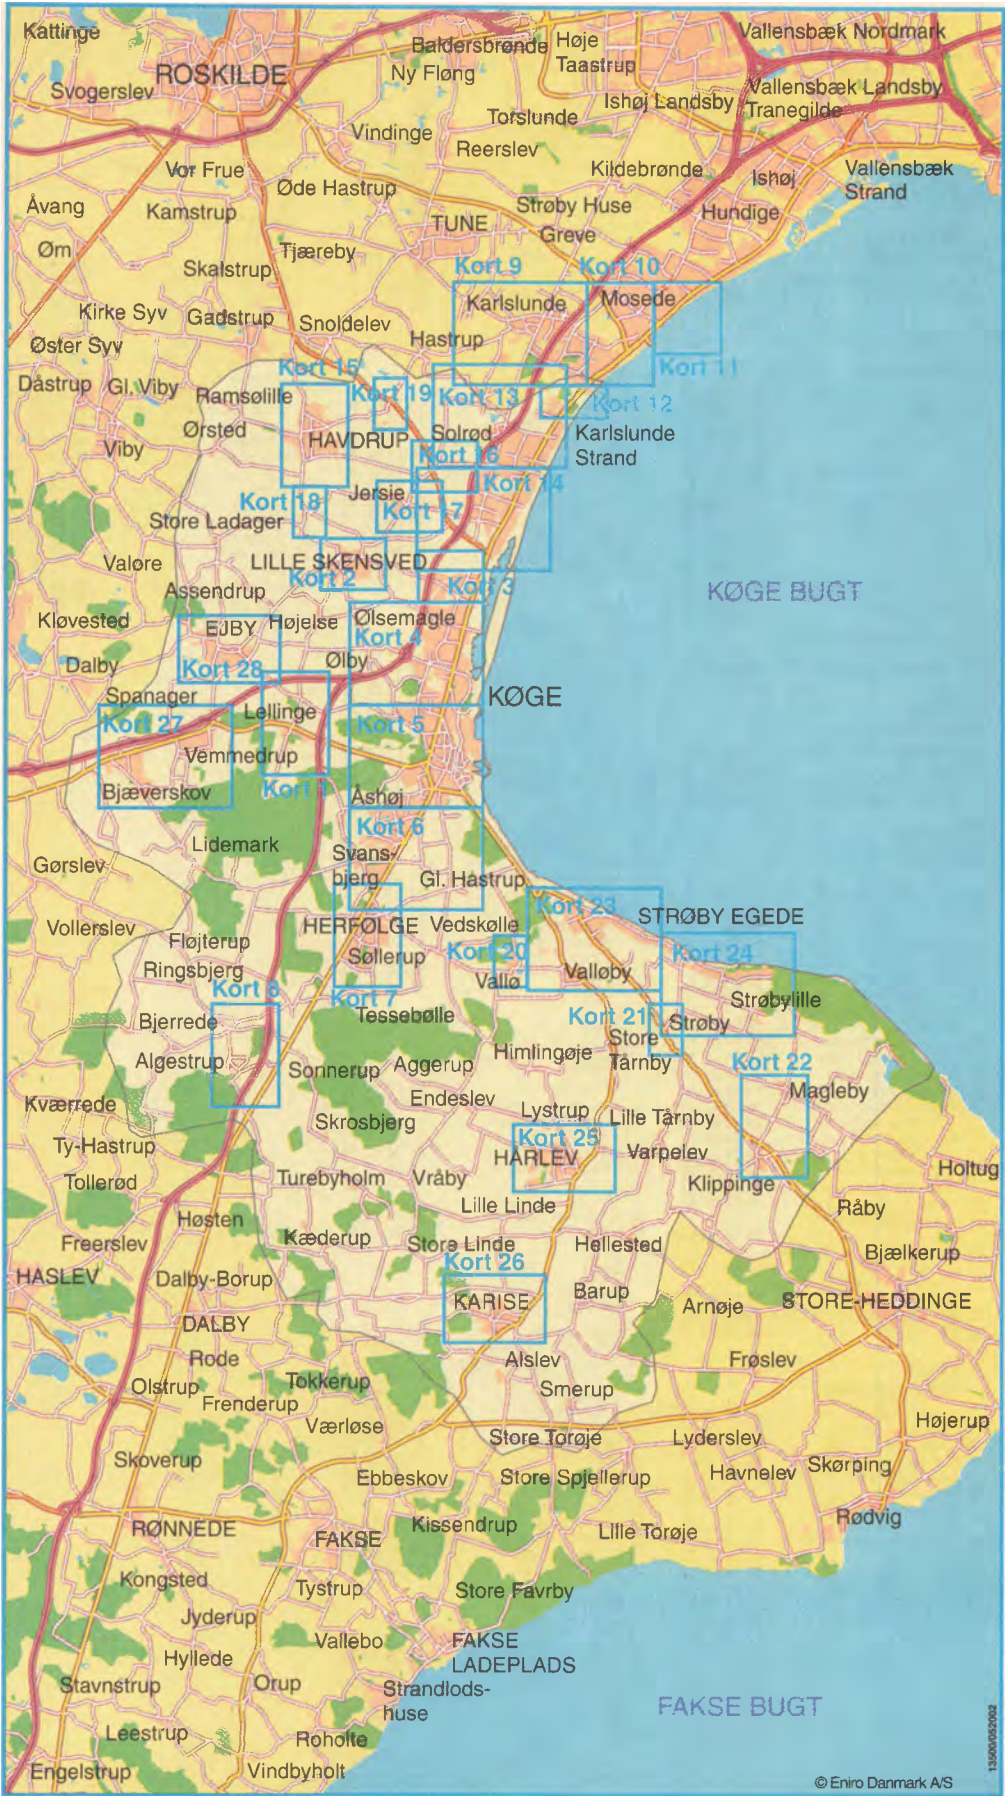 Kattinge
Baldersbrønde
Høje
Taastrup
Vallensbæk Nordmark
ROSKILDE
Ny Fløng
Svogerslev
Vallensbæk Landsby
Ishøj Landsby
Tranegilde
Torslunde
Vindinge
Reerslev
Vor Frue
Kildebrønde
Ishøj
Vallensbæk
Strand
Øde Hastrup
Åvang
Kamstrup
Strøby Huse
Hundige
TUNE
Greve
Øm
Tjæreby
Skalstrup
Kort 9
Kort 10
Karlslunde
Mosede
Kirke Syv
Gadstrup
Snoldelev
Hastrup
Øster Syv
Kort 15
Kort 11
Dåstrup
Gl. Viby
Ramsølille
Kort 19
Kort 13
Kort 12
Ørsted
HAVDRUP
Solrød
Karlslunde
Strand
Viby
Kort 16
Kort 14
Jersie
Kort 18
Kort 17
Store Ladager
Valøre
LILLE SKENSVED
Kort 2
Kort 3
KØGE BUGT
Assendrup
Kløvested
EJBY
Højelse
Ølsemagle
Kort 4
Dalby
Kort 28
Ølby
Spanager
KØGE
Lellinge
Kort 27
Kort 5
Vemmedrup
Bjæverskov
Kort 1
Åshøj
Kort 6
Lidemark
Svans-
bjerg
Gørslev
Gl. Hastrup
Kort 23
STRØBY EGEDE
Vollerslev
HERFØLGE
Vedskølle
Fløjterup
Kort 20
Kort 24
Søllerup
Ringsbjerg
Valløby
Vallø
Kort 8
Kort 7
Strøbylille
Tessebølle
Kort 21
Bjerrede
Strøby
Store
Tårnby
Himlingøje
Algestrup
Sonnerup
Aggerup
Kort 22
Magleby
Endeslev
Kværrede
Lystrup
Lille Tårnby
Skrosbjerg
Kort 25
Ty-Hastrup
HÅRLEV
Varpelev
Holtug
Tollerød
Turebyholm
Vråby
Klippinge
Lille Linde
Råby
Høsten
Kæderup
Store Linde
Hellested
Freerslev
Bjælkerup
Kort 26
HASLEV
Dalby-Borup
Barup
KARISE
Arnøje
STORE-HEDDINGE
DALBY
Rode
Alslev
Frøslev
Olstrup
Tokkerup
Smerup
Frenderup
Højerup
Værløse
Store Torøje
Lyderslev
Skoverup
Skørping
Ebbeskov
Store Spjellerup
Havnelev
Rødvig
RØNNEDE
Kissendrup
Lille Torøje
FAKSE
Kongsted
Tystrup
Store Favrby
Jyderup
Vallebo
FAKSE
LADEPLADS
Hyllede
Stavnstrup
Orup
Strandlods-
huse
FAKSE BUGT
Leestrup
Roholte
Engelstrup
Vindbyholt
13500/052002
© Eniro Danmark A/S